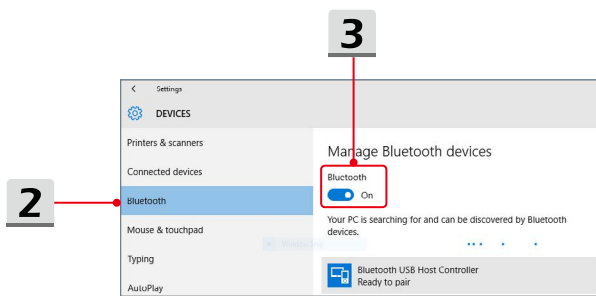 3
Settings
DEVICES
Printers & scanners
Connected devices
Bluetooth
Mouse & touchpad
Typing
AutoPlay
2
Manage Bluetooth devices
Bluetooth
On
Your PC is searching for and can be discovered by Bluetooth
devices.
Bluetooth USB Host Controller
Ready to pair